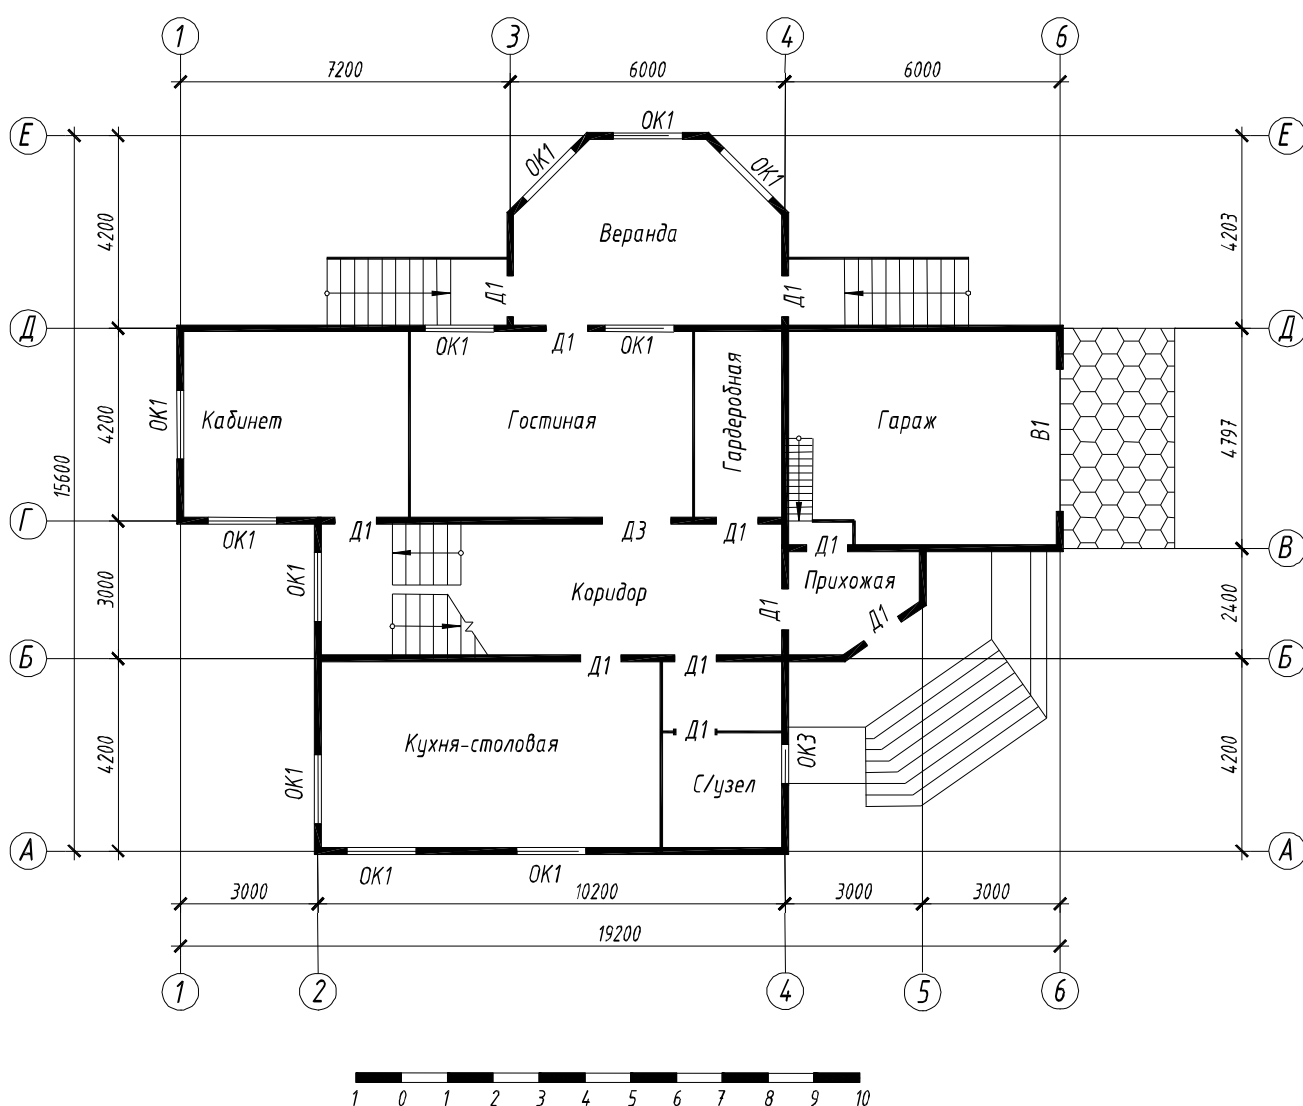 1 3 4 6
7200 6000 6000
Е ОК1 Е
ОК1 ОК1
4200 Веранда 4203
Д1 Д1
Д ОК1 Д1 ОК1 Д
15600 4200 ОК1 Кабинет Гостиная Гардеробная Гараж В1 4797
Г ОК1 Д1 Д3 Д1 Д1 В
3000 ОК1 Коридор Д1 Прихожая Д1 2400
Б Д1 Д1 Б
4200 ОК1 Кухня-столовая Д1 ОК3 4200
С/узел
А ОК1 ОК1 А
3000 10200 3000 3000
19200
1 2 4 5 6
1 0 1 2 3 4 5 6 7 8 9 10